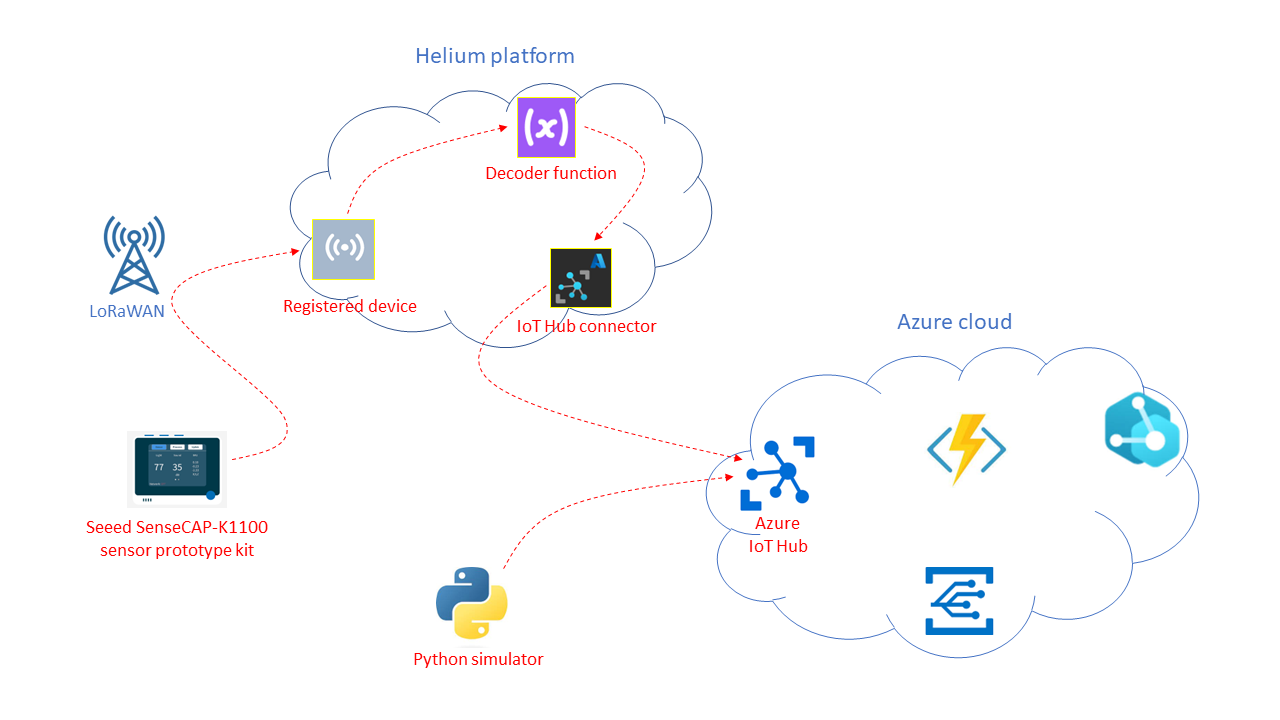 Helium platform
(x)
Decoder function
LoRaWAN
Registered device
IoT Hub connector
Azure cloud
77 35
Seeed SenseCAP-K1100
sensor prototype kit
Azure
IoT Hub
Python simulator